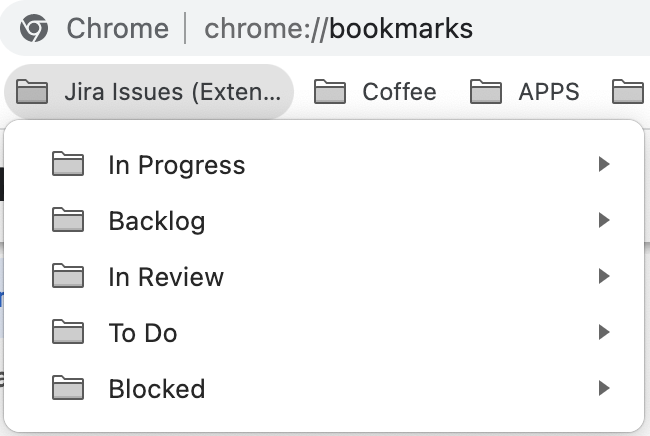 Chrome | chrome://bookmarks
Jira Issues (Exten... Coffee APPS
In Progress
Backlog
In Review
To Do
Blocked